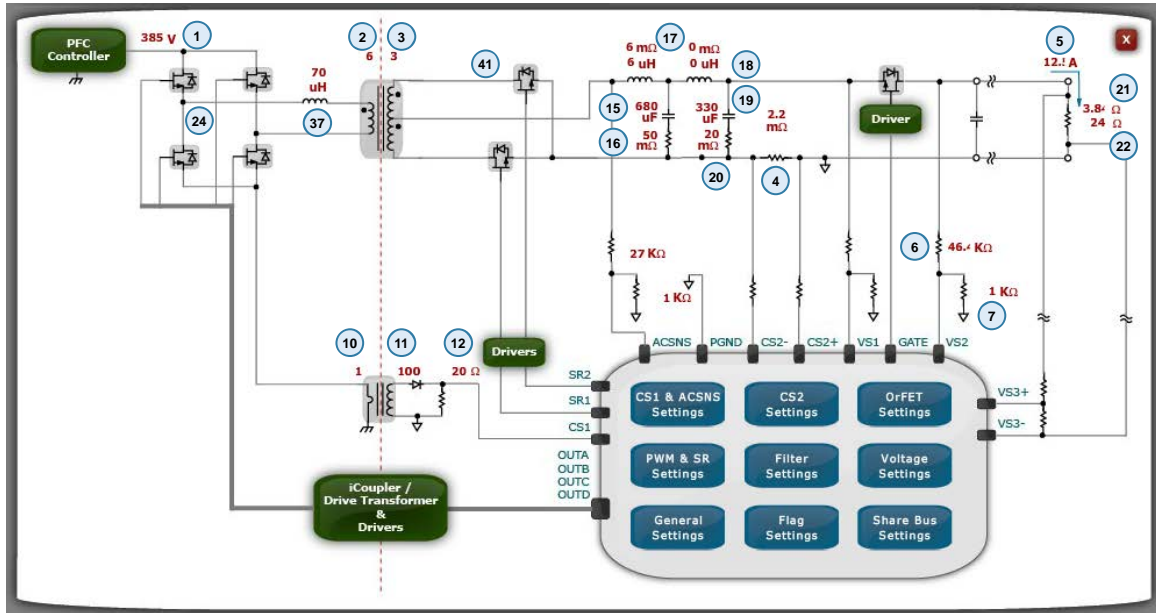 PFC
Controller
385 V
1
2
3
6
3
41
6 mΩ
6 uH
17
0 mΩ
0 uH
18
5
X
12.5 A
70
uH
24
37
15
680
uF
16
50
mΩ
19
330
uF
20
mΩ
20
2.2
mΩ
4
Driver
21
3.84 Ω
24 Ω
22
27 KΩ
1 KΩ
6
46.4 KΩ
1 KΩ
7
10
11
12
1
100
20 Ω
Drivers
ACSNS
PGND
CS2-
CS2+
VS1
GATE
VS2
SR2
SR1
CS1
OUTA
OUTB
OUTC
OUTD
VS3+
VS3-
CS1 & ACSNS
Settings
CS2
Settings
OrFET
Settings
PWM & SR
Settings
Filter
Settings
Voltage
Settings
General
Settings
Flag
Settings
Share Bus
Settings
iCoupler /
Drive Transformer
&
Drivers